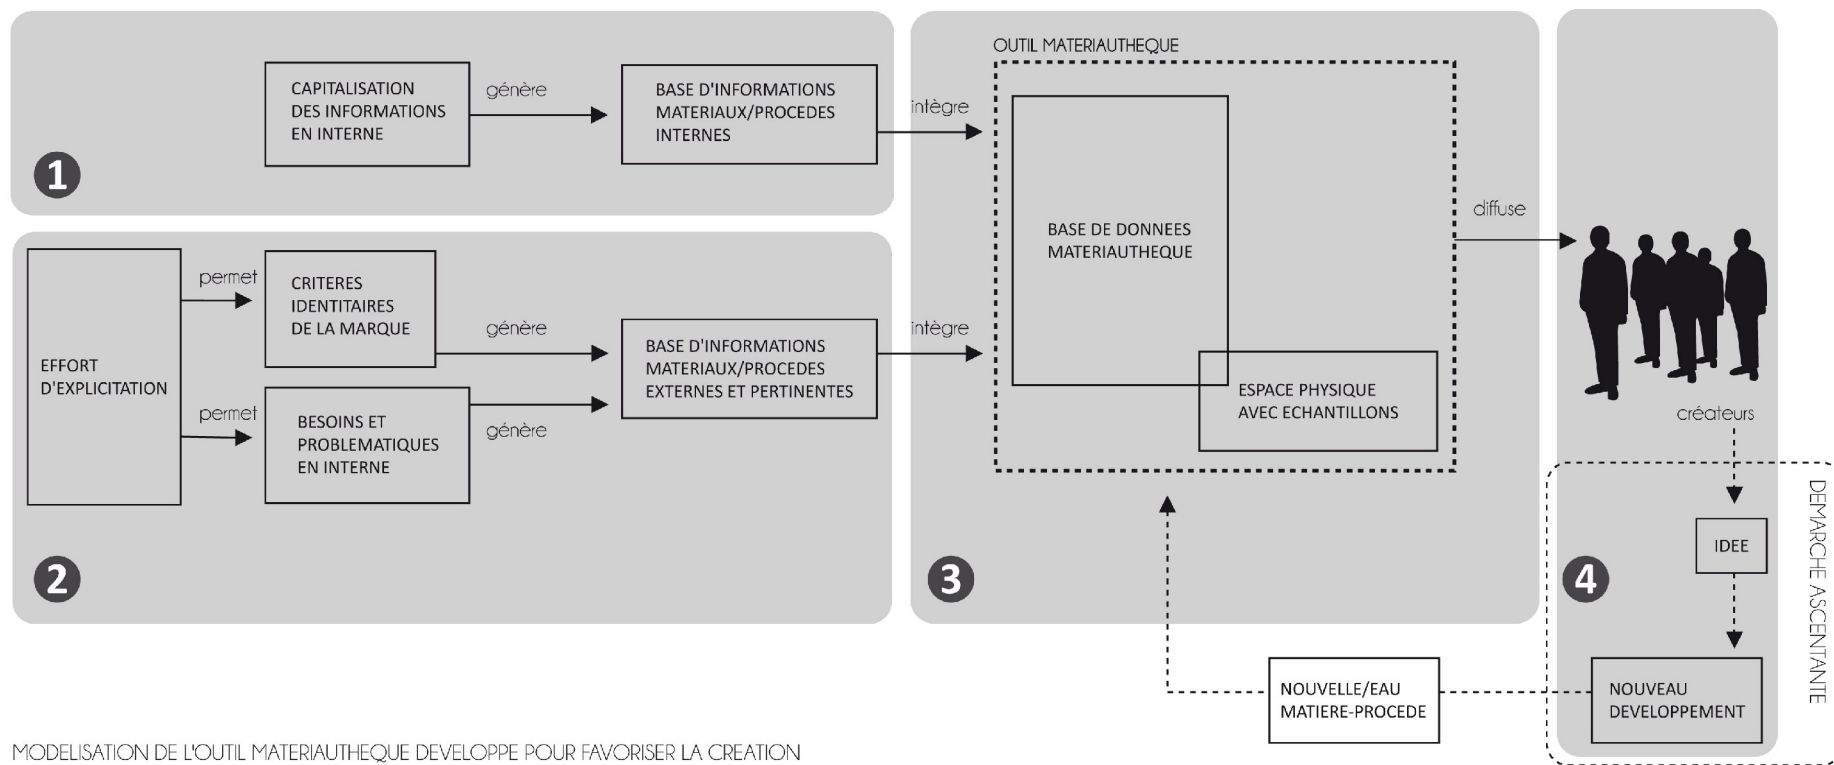 CAPITALISATION
DES INFORMATIONS
EN INTERNE
génère
BASE D'INFORMATIONS
MATERIAUX/PROCEDES
INTERNES
intègre
1
EFFORT
D'EXPLICITATION
permet
CRITERES
IDENTITAIRES
DE LA MARQUE
permet
BESOINS ET
PROBLEMATIQUES
EN INTERNE
génère
génère
BASE D'INFORMATIONS
MATERIAUX/PROCEDES
EXTERNES ET PERTINENTES
intègre
2
OUTIL MATERIAUTHEQUE
BASE DE DONNEES
MATERIAUTHEQUE
ESPACE PHYSIQUE
AVEC ECHANTILLONS
3
diffuse
créateurs
IDEE
4
NOUVEAU
DEVELOPPEMENT
DEMARCHE ASCENTANTE
NOUVELLE/EAU
MATIERE-PROCEDE
MODELISATION DE L'OUTIL MATERIAUTHEQUE DEVELOPPE POUR FAVORISER LA CREATION